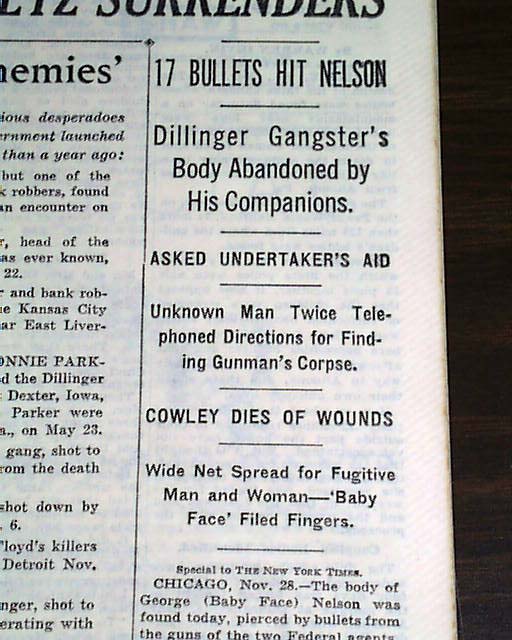 ETZ SURRENDERS
nemies'
ious desperadoes
ernment launched
than a year ago:
but one of the
k robbers, found
an encounter on
r, head of the
as ever known,
22.
r and bank rob-
e Kansas City
ar East Liver-
ONNIE PARK-
d the Dillinger
Dexter, Iowa,
Parker were
a., on May 23.
gang, shot to
rom the death
shot down by
6.
Floyd's killers
Detroit Nov.
nger, shot to
erating with
17 BULLETS HIT NELSON
Dillinger Gangster's
Body Abandoned by
His Companions.
ASKED UNDERTAKER'S AID
Unknown Man Twice Tele-
phoned Directions for Find-
ing Gunman's Corpse.
COWLEY DIES OF WOUNDS
Wide Net Spread for Fugitive
Man and Woman—'Baby
Face' Filed Fingers.
Special to THE NEW YORK TIMES.
CHICAGO, Nov. 28.—The body of
George (Baby Face) Nelson was
found today, pierced by bullets from
the guns of the two Federal agents